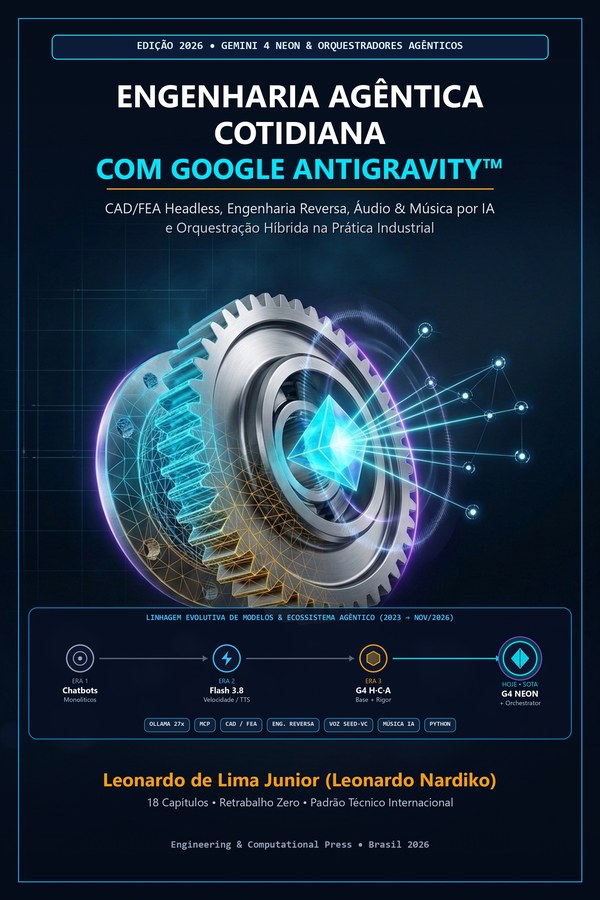 EDIÇÃO 2026 • GEMINI 4 NEON & ORQUESTRADORES AGÊNTICOS
ENGENHARIA AGÊNTICA
COTIDIANA
COM GOOGLE ANTIGRAVITY™
CAD/FEA Headless, Engenharia Reversa, Áudio & Música por IA
e Orquestração Híbrida na Prática Industrial
LINHAGEM EVOLUTIVA DE MODELOS & ECOSSISTEMA AGÊNTICO (2023 → NOV/2026)
ERA 1
Chatbots
Monolíticos
ERA 2
Flash 3.8
Velocidade / TTS
ERA 3
G4 H·C·A
Base + Rigor
HOJE • SOTA
G4 NEON
+ Orchestrator
OLLAMA 27x MCP CAD / FEA ENG. REVERSA VOZ SEED-VC MÚSICA IA PYTHON
Leonardo de Lima Junior (Leonardo Nardiko)
18 Capítulos • Retrabalho Zero • Padrão Técnico Internacional
Engineering & Computational Press • Brasil 2026